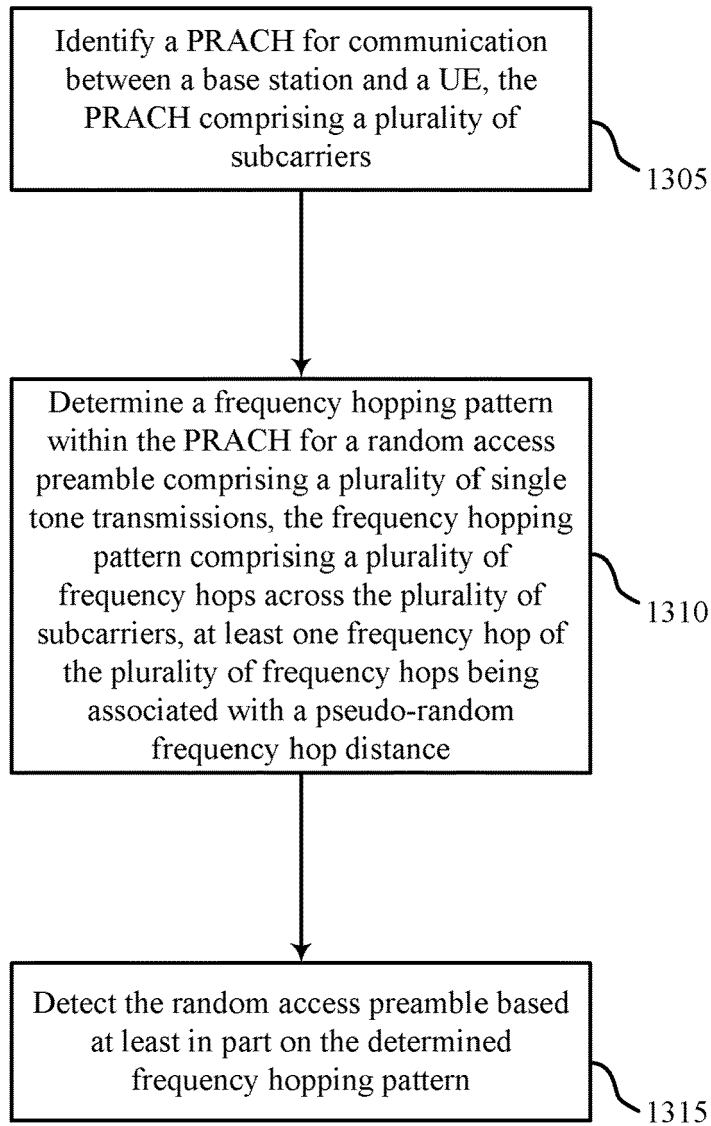 Identify a PRACH for communication
between a base station and a UE, the
PRACH comprising a plurality of
subcarriers
1305
Determine a frequency hopping pattern
within the PRACH for a random access
preamble comprising a plurality of single
tone transmissions, the frequency hopping
pattern comprising a plurality of
frequency hops across the plurality of
subcarriers, at least one frequency hop of
the plurality of frequency hops being
associated with a pseudo-random
frequency hop distance
1310
Detect the random access preamble based
at least in part on the determined
frequency hopping pattern
1315